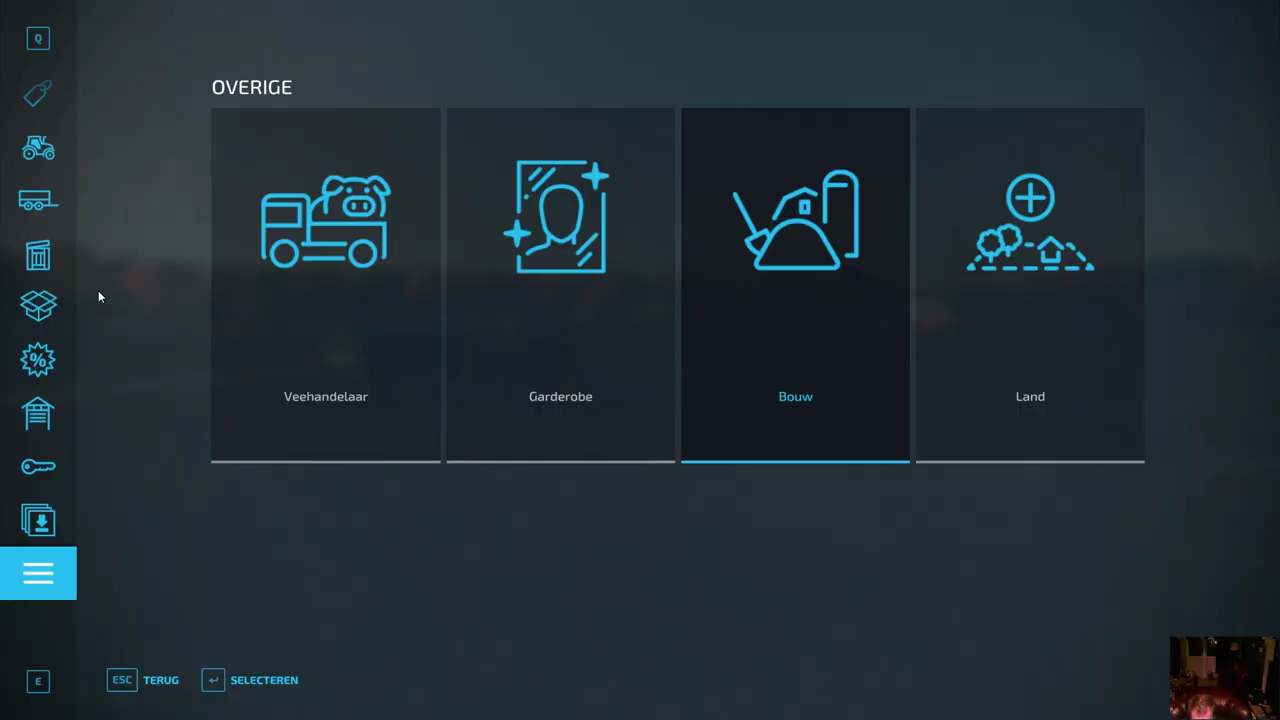 Q
OVERIGE
%
Veehandelaar
Garderobe
Bouw
Land
E
ESC TERUG ↵ SELECTEREN